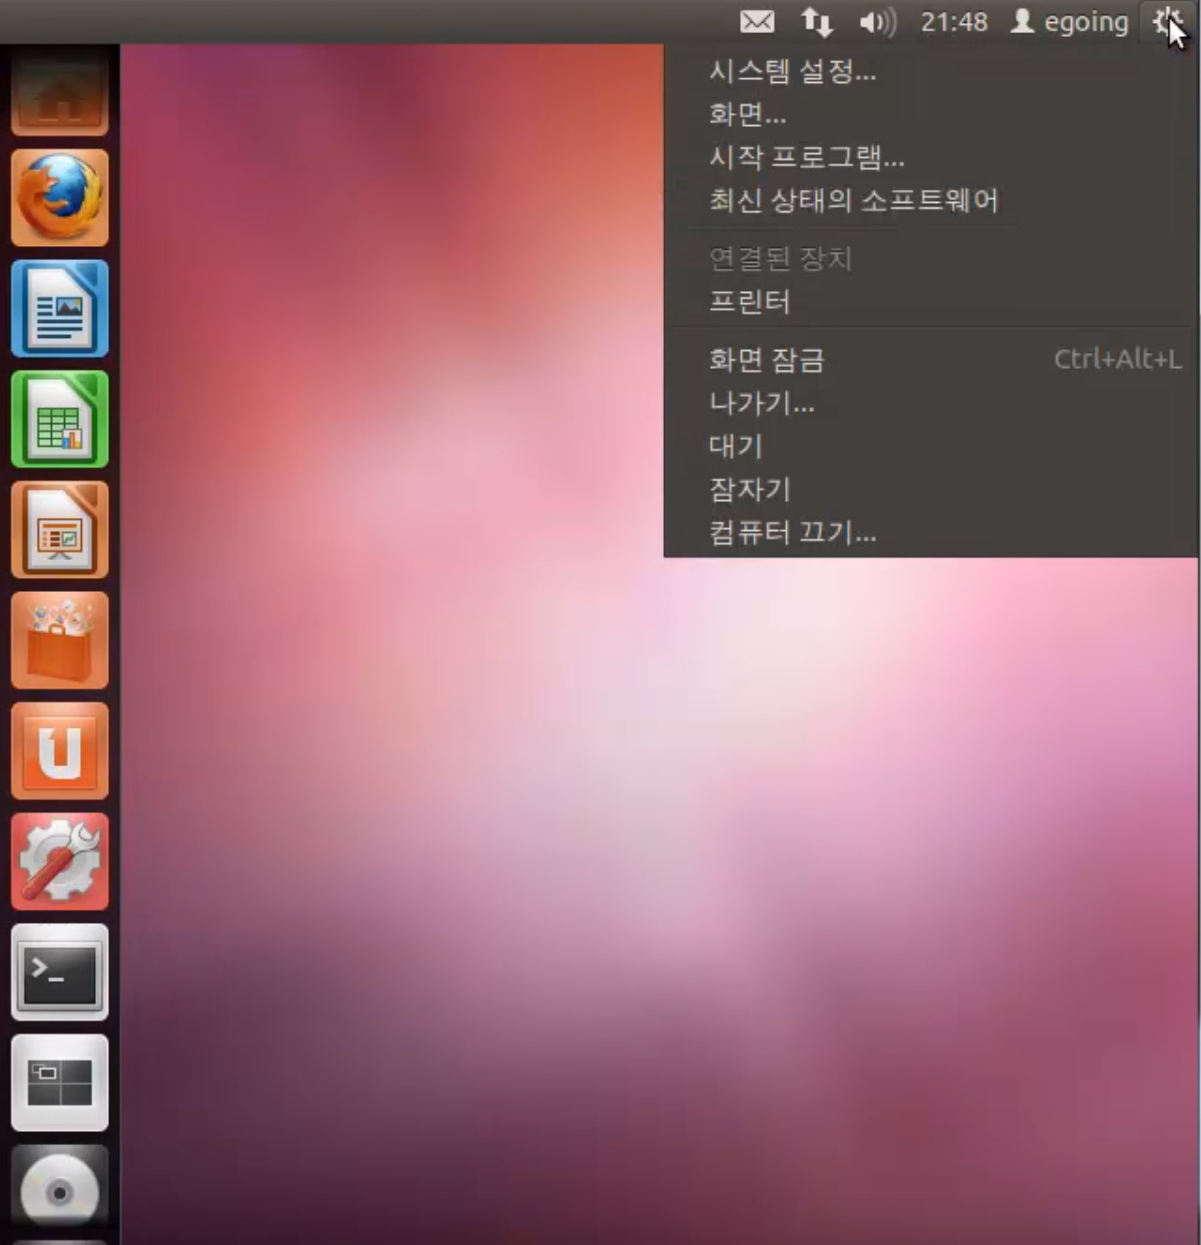 21:48 egoing
시스템 설정...
화면...
시작 프로그램...
최신 상태의 소프트웨어
연결된 장치
프린터
화면 잠금 Ctrl+Alt+L
나가기...
대기
잠자기
컴퓨터 끄기...